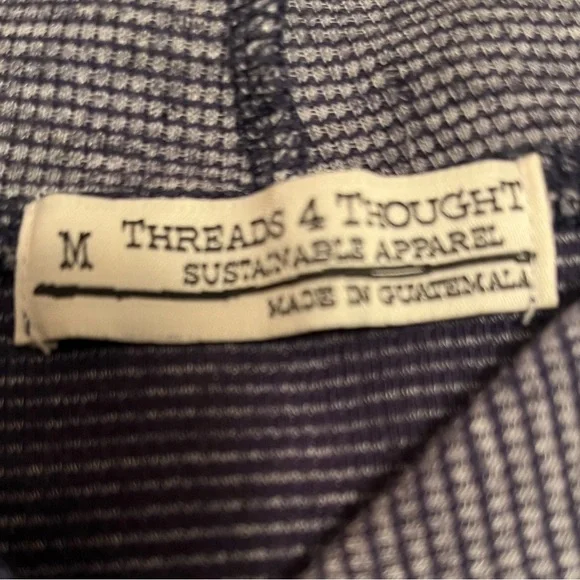 M
THREADS 4 THOUGHT
SUSTAINABLE APPAREL
MADE IN GUATEMALA